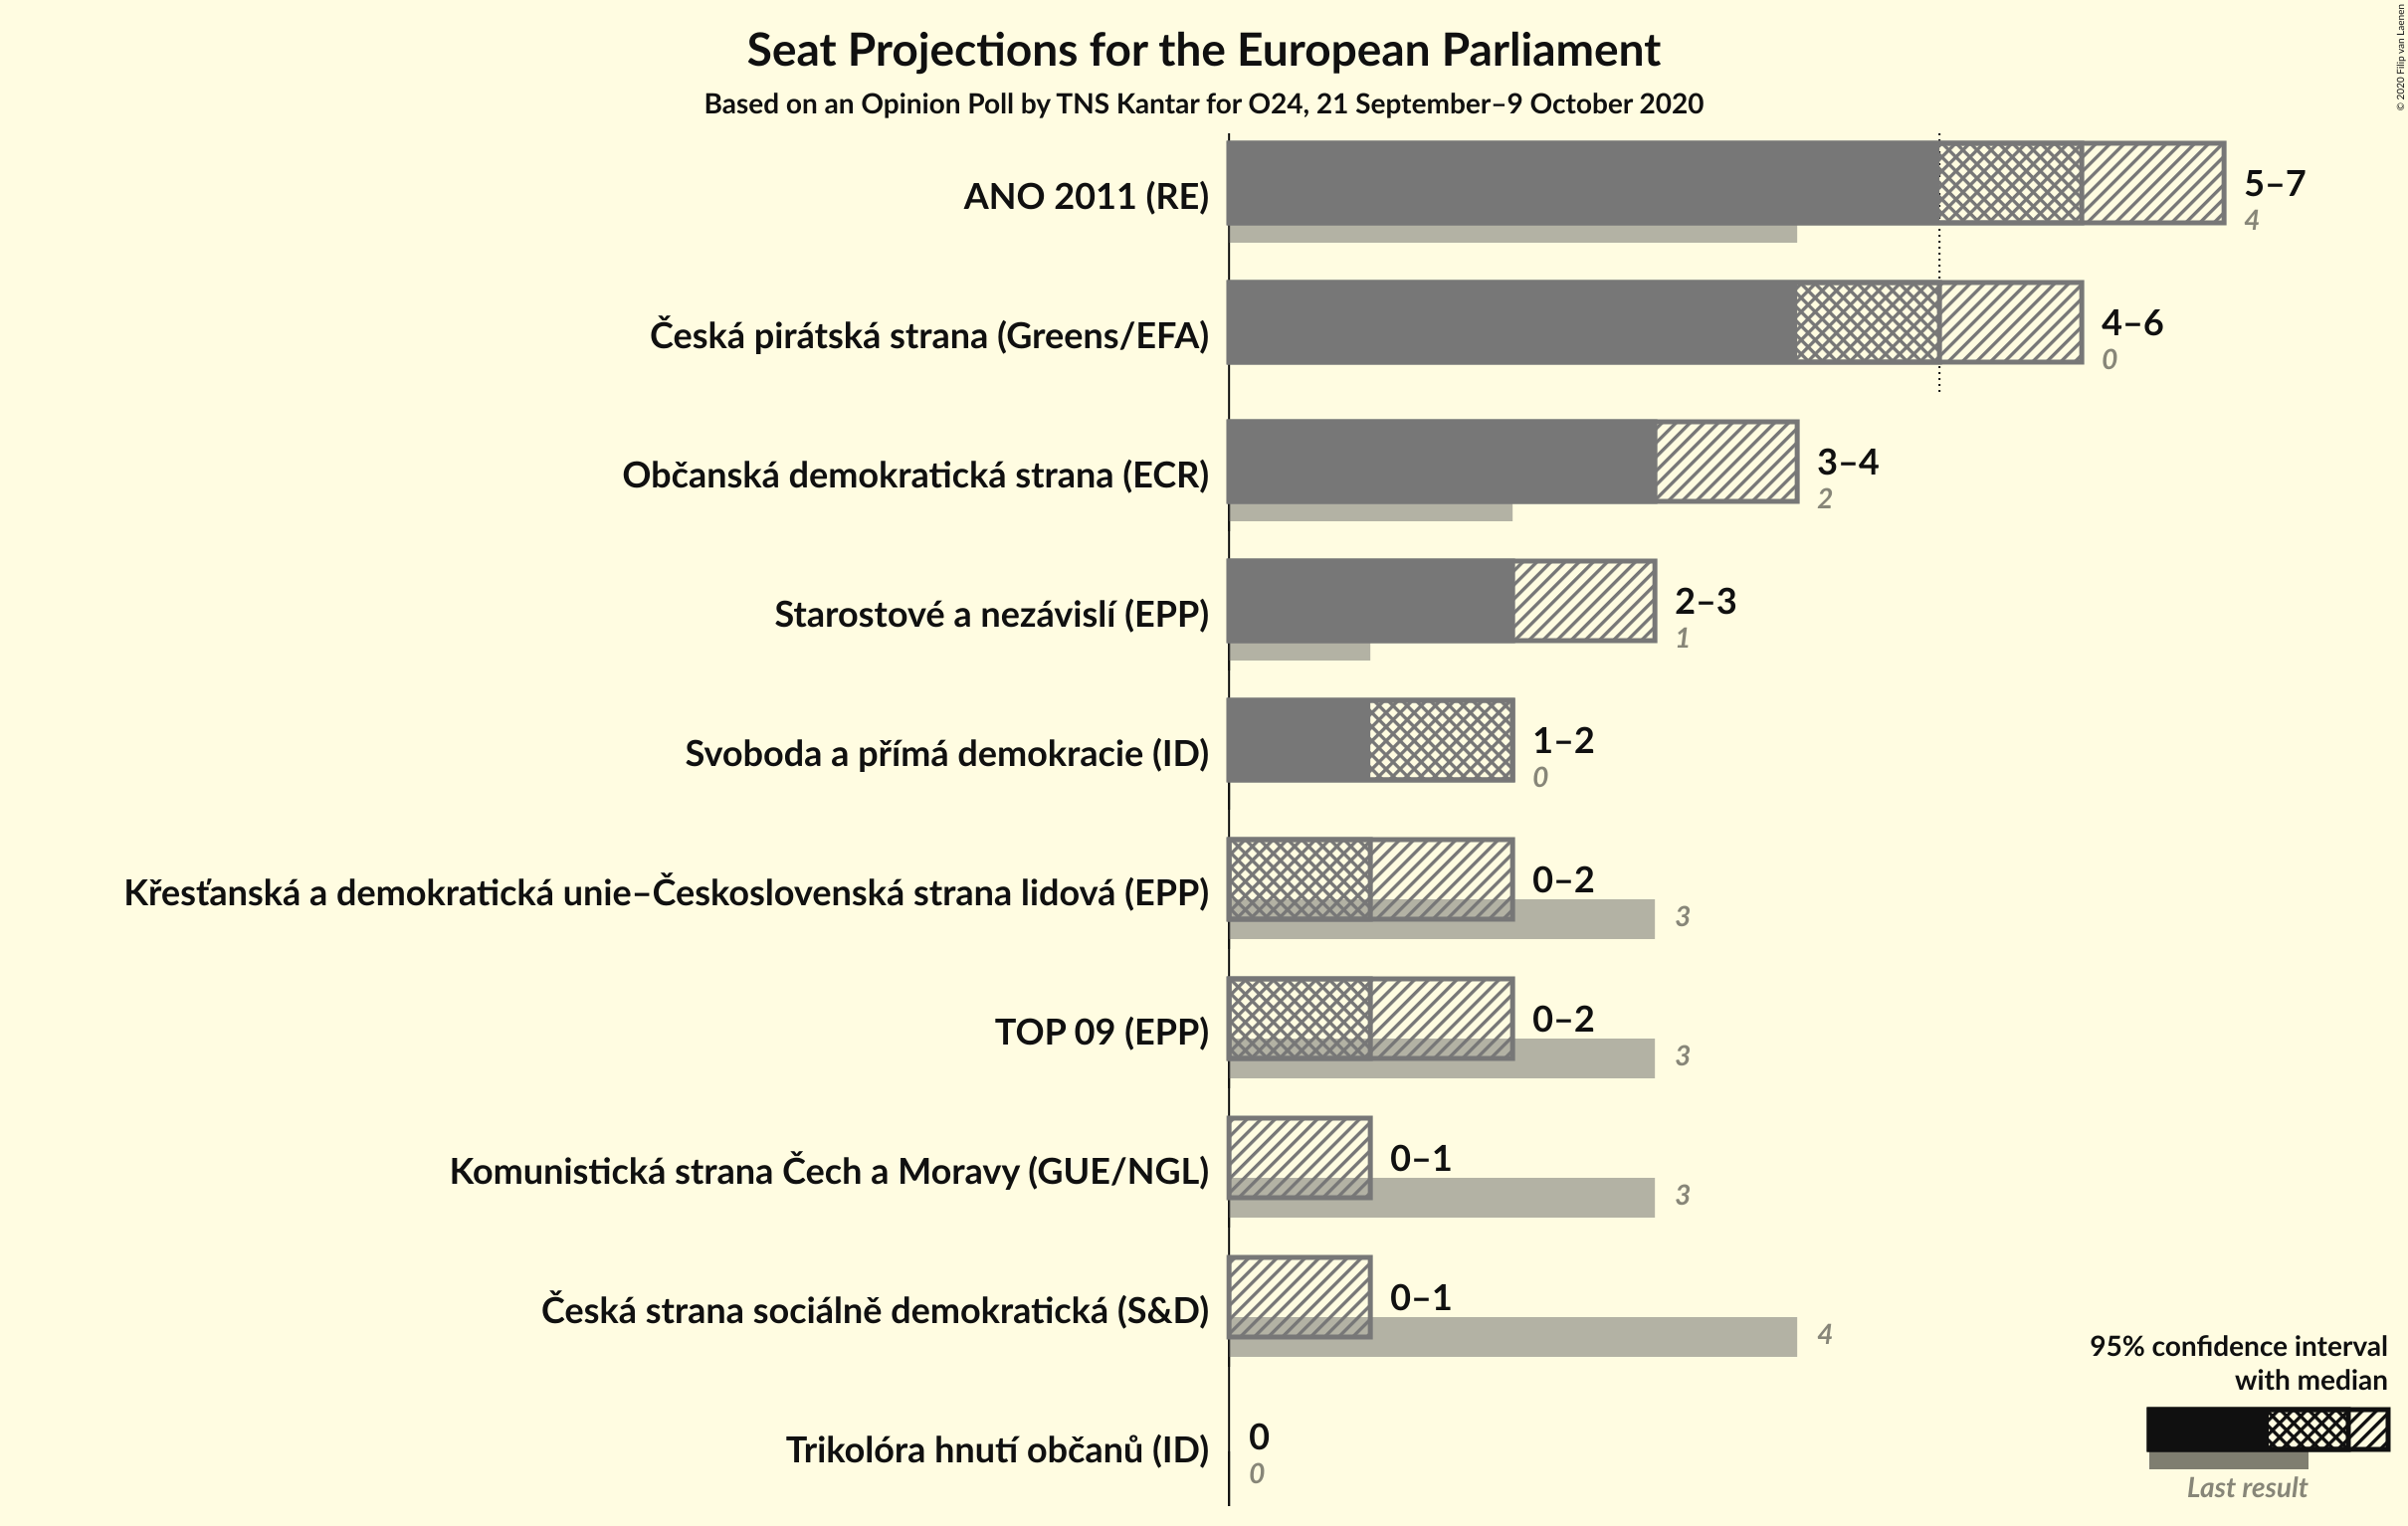 Seat Projections for the European Parliament
Based on an Opinion Poll by TNS Kantar for O24, 21 September–9 October 2020
© 2020 Filip van Laenen
ANO 2011 (RE)
5–7
4
Česká pirátská strana (Greens/EFA)
4–6
0
Občanská demokratická strana (ECR)
3–4
2
Starostové a nezávislí (EPP)
2–3
1
Svoboda a přímá demokracie (ID)
1–2
0
Křesťanská a demokratická unie–Československá strana lidová (EPP)
0–2
3
TOP 09 (EPP)
0–2
3
Komunistická strana Čech a Moravy (GUE/NGL)
0–1
3
Česká strana sociálně demokratická (S&D)
0–1
4
Trikolóra hnutí občanů (ID)
0
0
95% confidence interval
with median
Last result